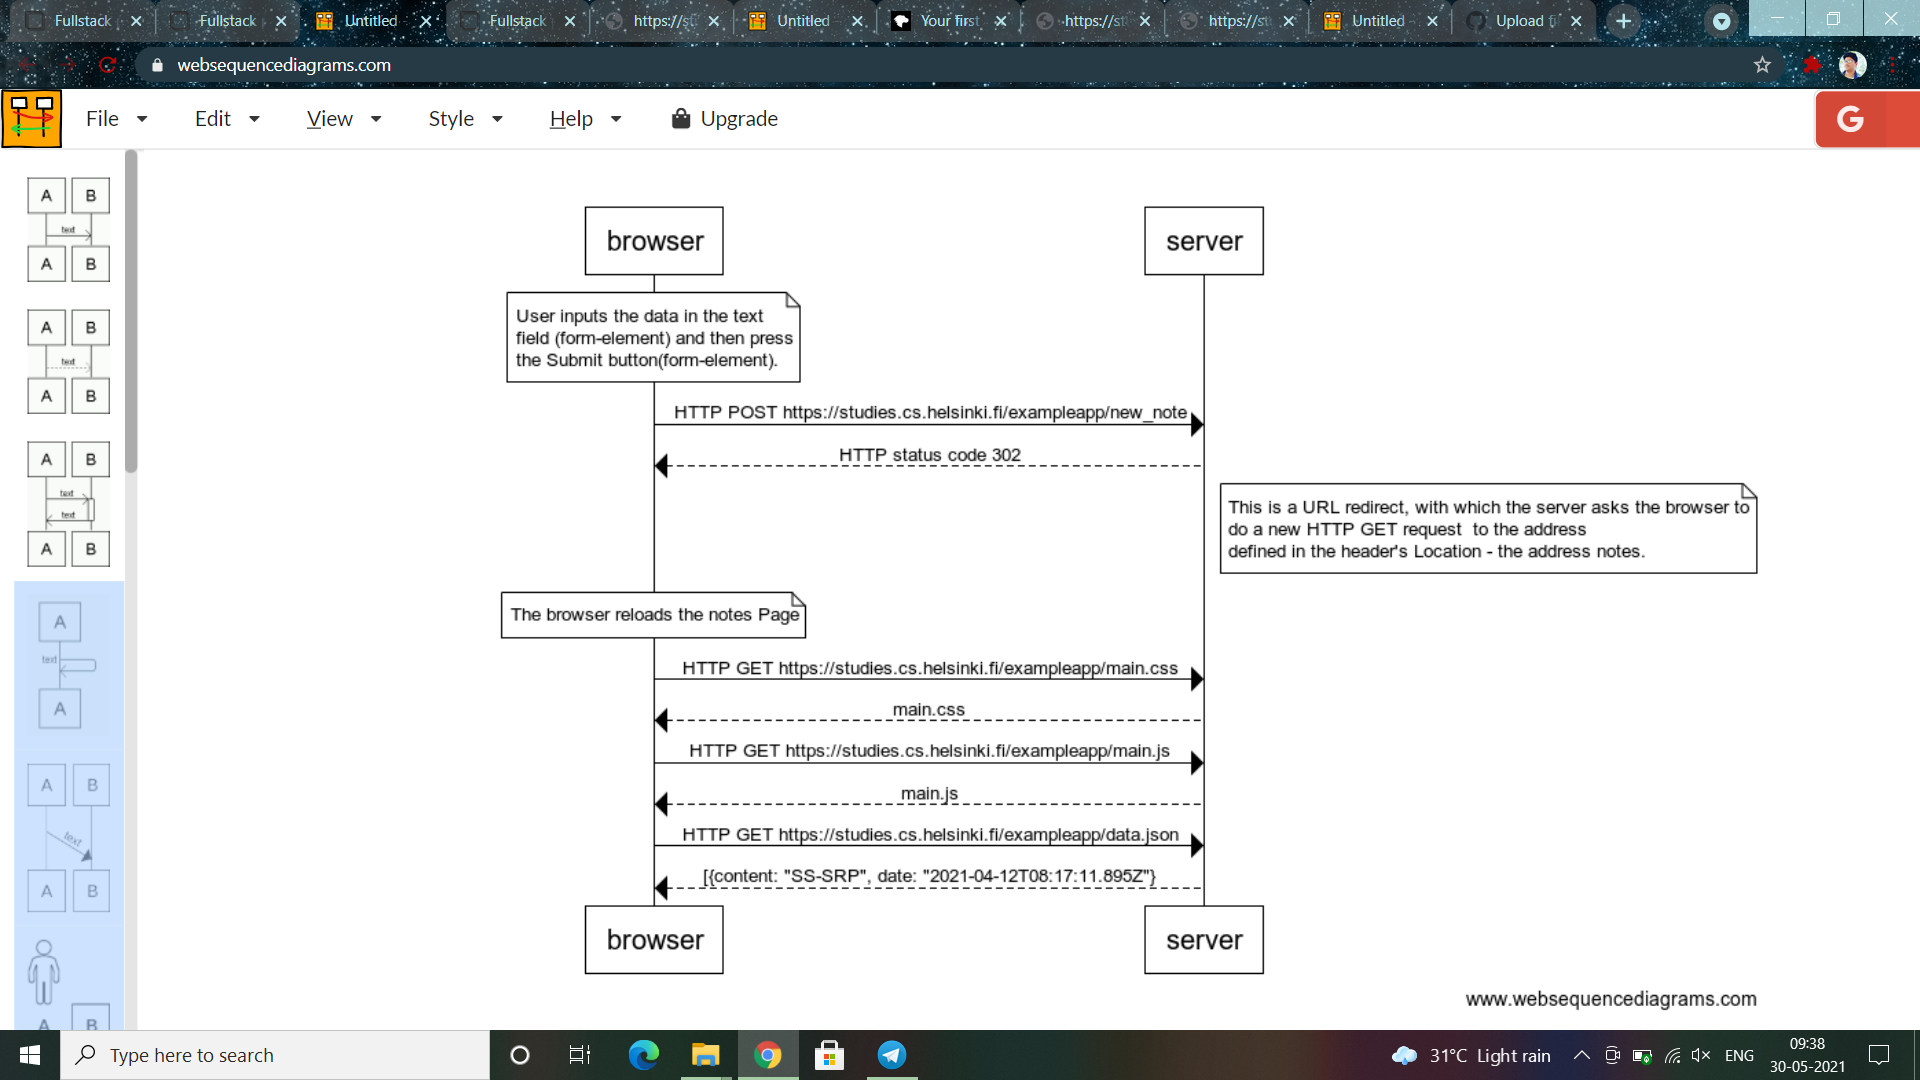 Fullstack
Fullstack
Untitled
Fullstack
https://st
Untitled
Your first
https://st
https://st
Untitled
Upload fi
websequencediagrams.com
File
Edit
View
Style
Help
Upgrade
G
A B
text
A B
A B
text
A B
A B
text
text
A B
A
text
A
A B
text
A B
A B
browser server
User inputs the data in the text
field (form-element) and then press
the Submit button(form-element).
HTTP POST https://studies.cs.helsinki.fi/exampleapp/new_note
HTTP status code 302
This is a URL redirect, with which the server asks the browser to
do a new HTTP GET request  to the address
defined in the header's Location - the address notes.
The browser reloads the notes Page
HTTP GET https://studies.cs.helsinki.fi/exampleapp/main.css
main.css
HTTP GET https://studies.cs.helsinki.fi/exampleapp/main.js
main.js
HTTP GET https://studies.cs.helsinki.fi/exampleapp/data.json
[{content: "SS-SRP", date: "2021-04-12T08:17:11.895Z"}
browser server
www.websequencediagrams.com
Type here to search
31°C Light rain
ENG
09:38
30-05-2021